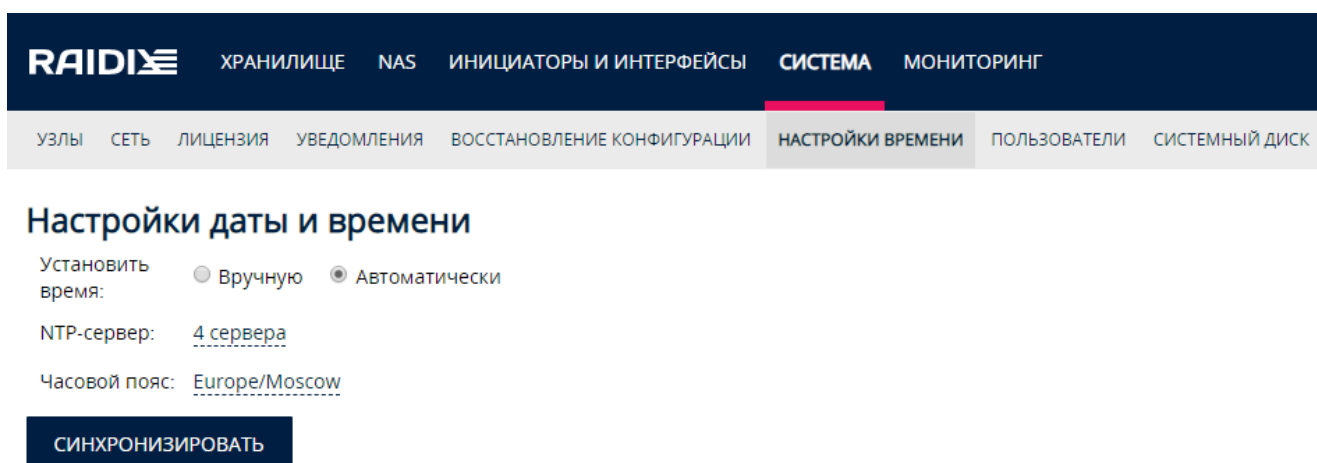 RAIDIX ХРАНИЛИЩЕ NAS ИНИЦИАТОРЫ И ИНТЕРФЕЙСЫ СИСТЕМА МОНИТОРИНГ
УЗЛЫ СЕТЬ ЛИЦЕНЗИЯ УВЕДОМЛЕНИЯ ВОССТАНОВЛЕНИЕ КОНФИГУРАЦИИ НАСТРОЙКИ ВРЕМЕНИ ПОЛЬЗОВАТЕЛИ СИСТЕМНЫЙ ДИСК
Настройки даты и времени
Установить
время: Вручную Автоматически
NTP-сервер: 4 сервера
Часовой пояс: Europe/Moscow
СИНХРОНИЗИРОВАТЬ